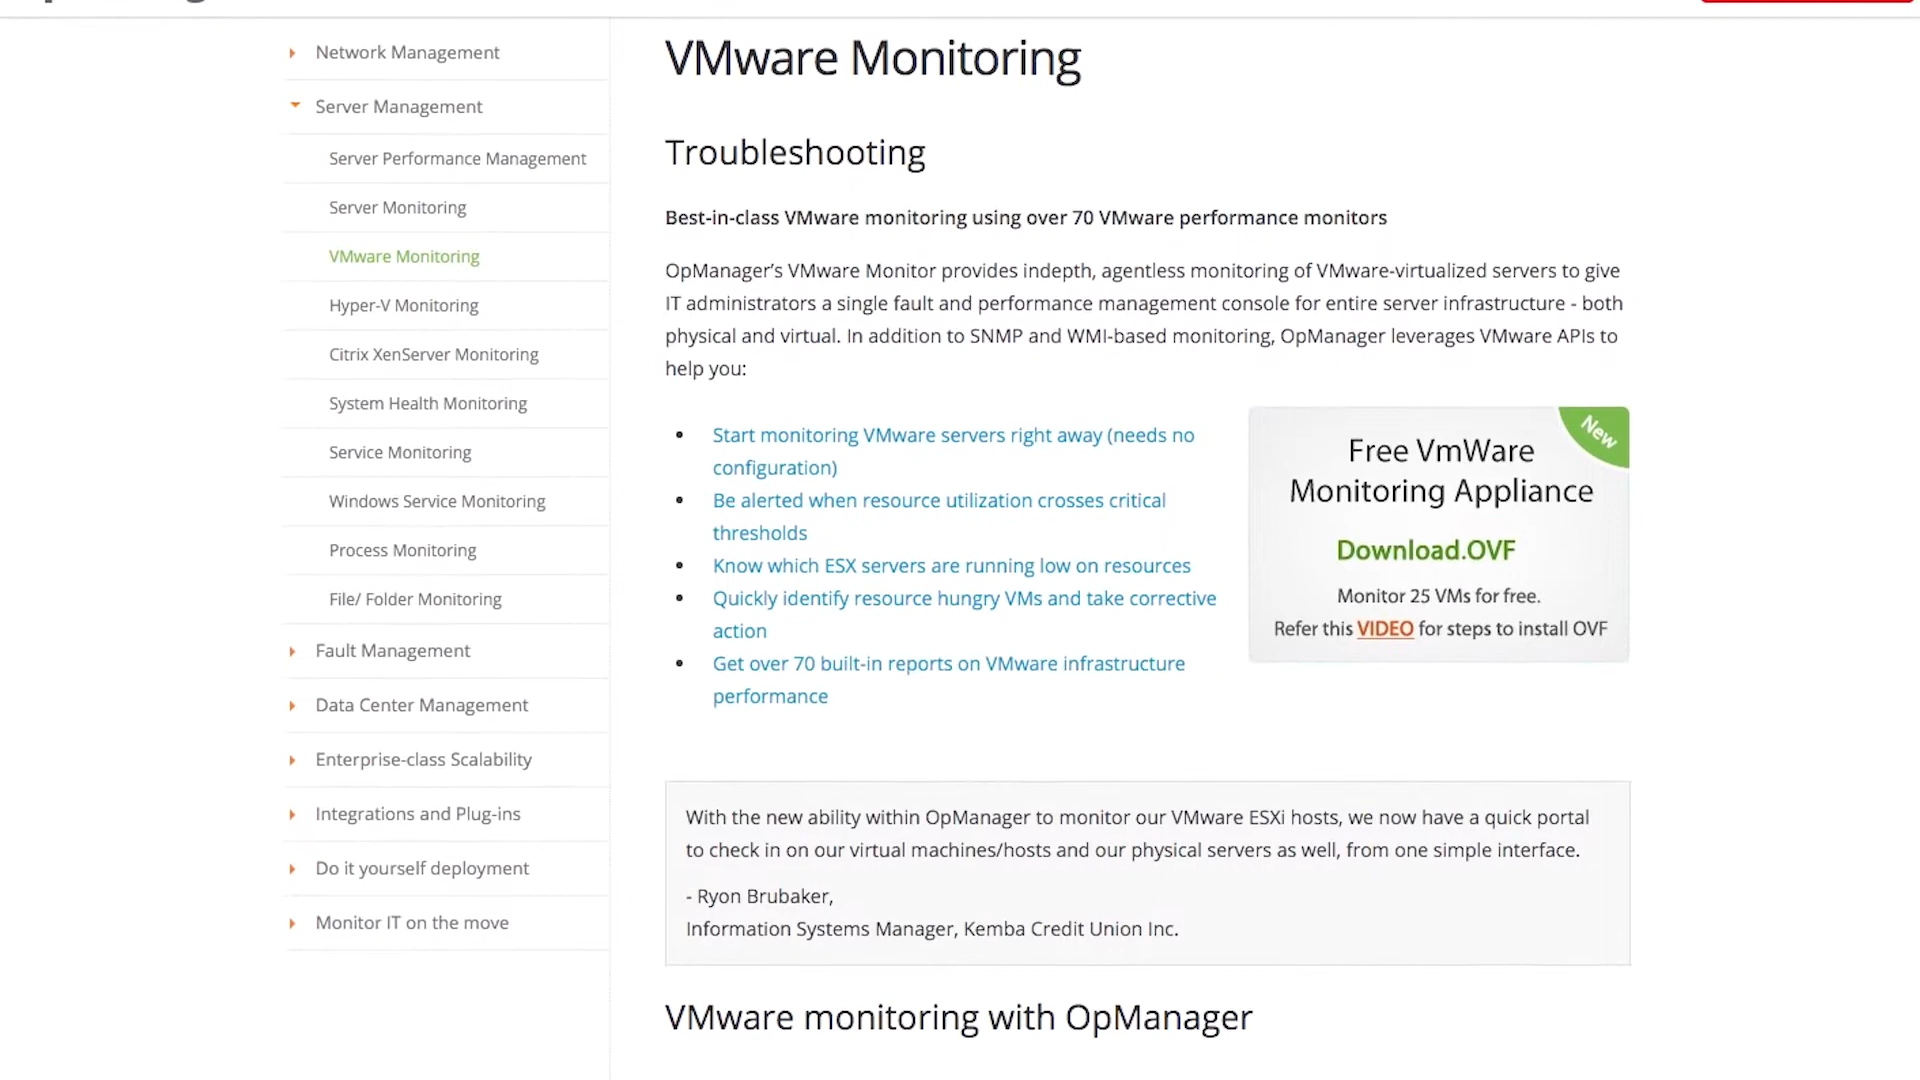 Network Management
Server Management
Server Performance Management
Server Monitoring
VMware Monitoring
Hyper-V Monitoring
Citrix XenServer Monitoring
System Health Monitoring
Service Monitoring
Windows Service Monitoring
Process Monitoring
File/ Folder Monitoring
Fault Management
Data Center Management
Enterprise-class Scalability
Integrations and Plug-ins
Do it yourself deployment
Monitor IT on the move
VMware Monitoring
Troubleshooting
Best-in-class VMware monitoring using over 70 VMware performance monitors
OpManager’s VMware Monitor provides indepth, agentless monitoring of VMware-virtualized servers to give
IT administrators a single fault and performance management console for entire server infrastructure - both
physical and virtual. In addition to SNMP and WMI-based monitoring, OpManager leverages VMware APIs to
help you:
Start monitoring VMware servers right away (needs no
configuration)
Be alerted when resource utilization crosses critical
thresholds
Know which ESX servers are running low on resources
Quickly identify resource hungry VMs and take corrective
action
Get over 70 built-in reports on VMware infrastructure
performance
New
Free VmWare
Monitoring Appliance
Download.OVF
Monitor 25 VMs for free.
Refer this VIDEO for steps to install OVF
With the new ability within OpManager to monitor our VMware ESXi hosts, we now have a quick portal
to check in on our virtual machines/hosts and our physical servers as well, from one simple interface.
- Ryon Brubaker,
Information Systems Manager, Kemba Credit Union Inc.
VMware monitoring with OpManager